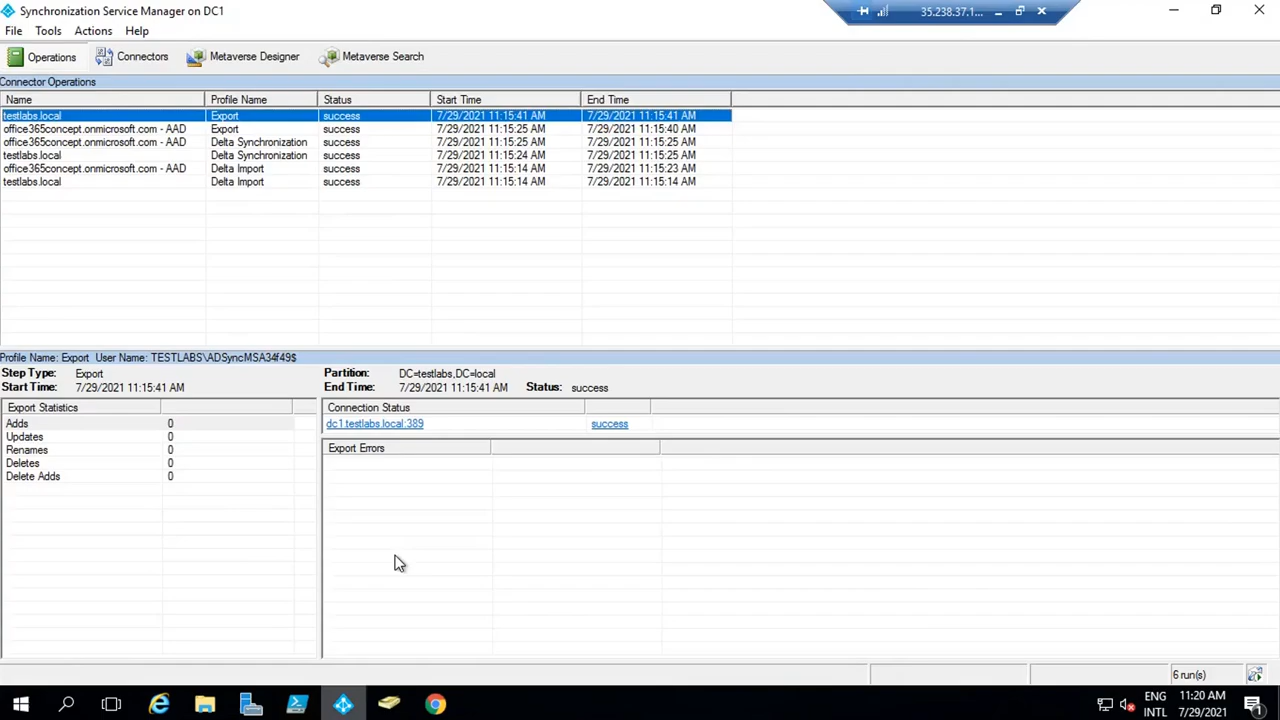 Synchronization Service Manager on DC1
35.238.37.1...
File Tools Actions Help
Operations Connectors Metaverse Designer Metaverse Search
Connector Operations
Name Profile Name Status Start Time End Time
testlabs.local Export success 7/29/2021 11:15:41 AM 7/29/2021 11:15:41 AM
office365concept.onmicrosoft.com - AAD Export success 7/29/2021 11:15:25 AM 7/29/2021 11:15:40 AM
office365concept.onmicrosoft.com - AAD Delta Synchronization success 7/29/2021 11:15:25 AM 7/29/2021 11:15:25 AM
testlabs.local Delta Synchronization success 7/29/2021 11:15:24 AM 7/29/2021 11:15:25 AM
office365concept.onmicrosoft.com - AAD Delta Import success 7/29/2021 11:15:14 AM 7/29/2021 11:15:23 AM
testlabs.local Delta Import success 7/29/2021 11:15:14 AM 7/29/2021 11:15:14 AM
Profile Name: Export User Name: TESTLABS\ADSyncMSA34f49$
Step Type: Export Partition: DC=testlabs,DC=local
Start Time: 7/29/2021 11:15:41 AM End Time: 7/29/2021 11:15:41 AM Status: success
Export Statistics
Adds 0
Updates 0
Renames 0
Deletes 0
Delete Adds 0
Connection Status
dc1.testlabs.local:389 success
Export Errors
6 run(s)
ENG 11:20 AM
INTL 7/29/2021
1